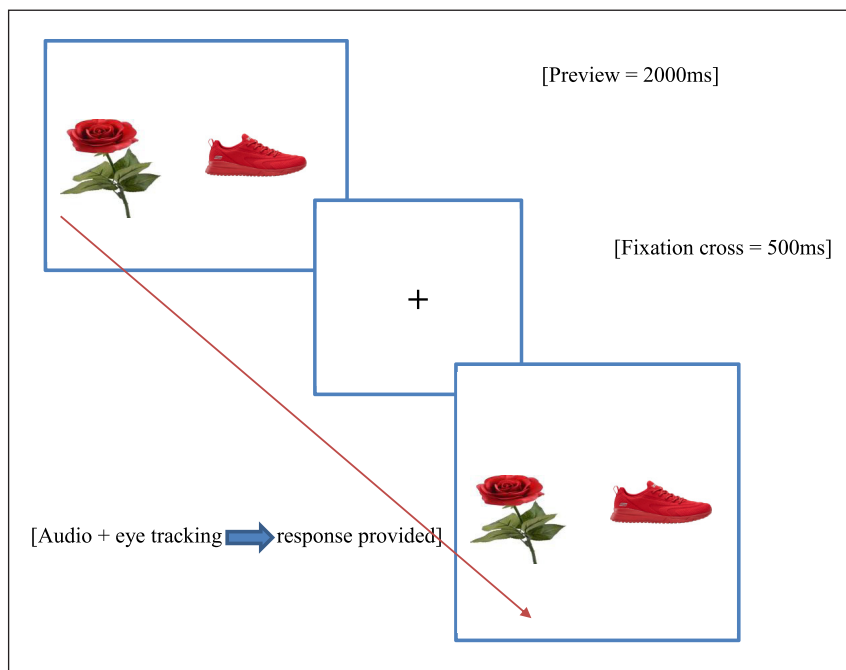 [Preview = 2000ms]
[Fixation cross = 500ms]
+
[Audio + eye tracking response provided]